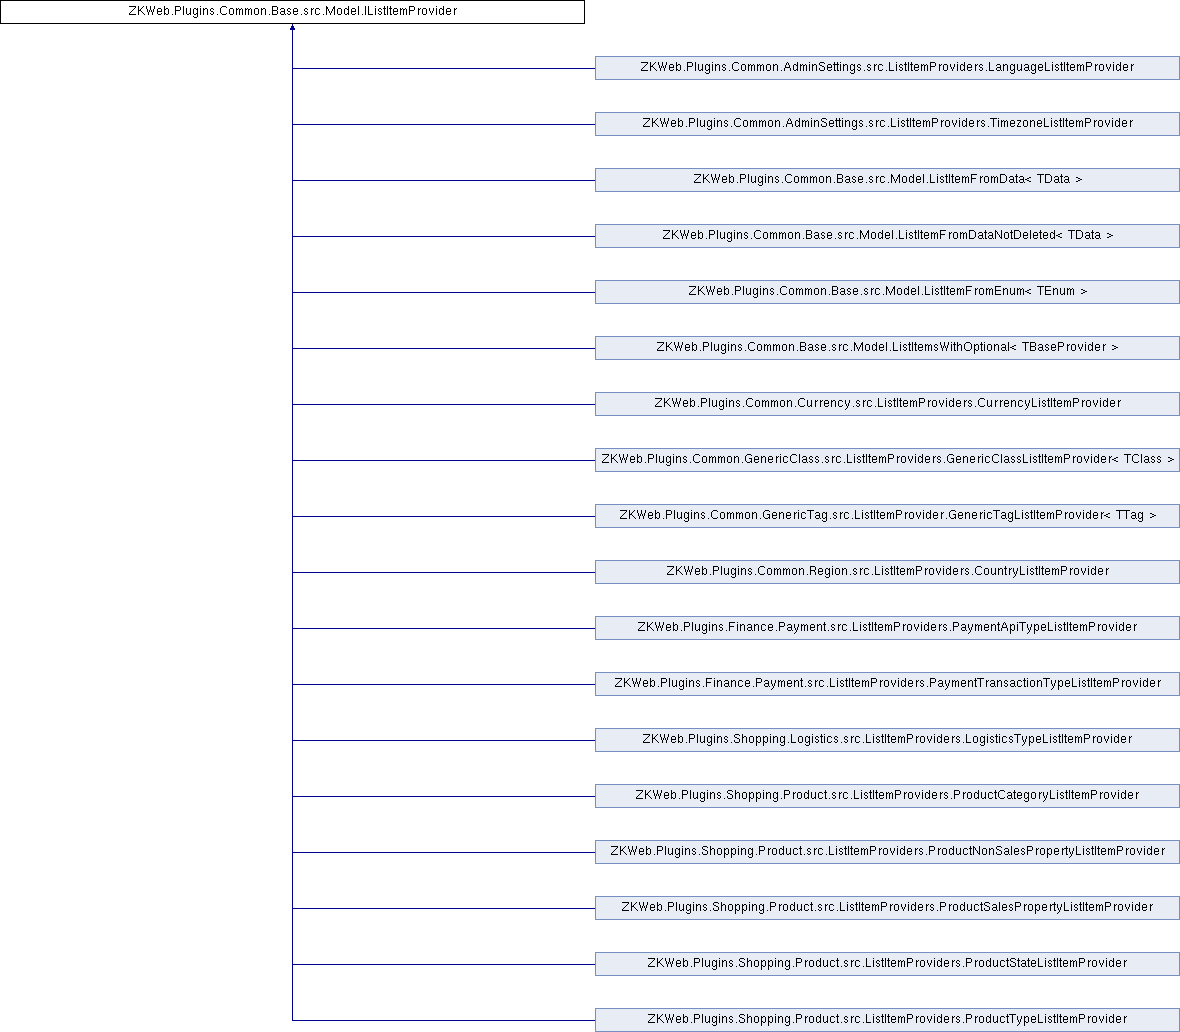 ZKWeb.Plugins.Common.Base.src.Model.IListItemProvider
ZKWeb.Plugins.Common.AdminSettings.src.ListItemProviders.LanguageListItemProvider
ZKWeb.Plugins.Common.AdminSettings.src.ListItemProviders.TimezoneListItemProvider
ZKWeb.Plugins.Common.Base.src.Model.ListItemFromData< TData >
ZKWeb.Plugins.Common.Base.src.Model.ListItemFromDataNotDeleted< TData >
ZKWeb.Plugins.Common.Base.src.Model.ListItemFromEnum< TEnum >
ZKWeb.Plugins.Common.Base.src.Model.ListItemsWithOptional< TBaseProvider >
ZKWeb.Plugins.Common.Currency.src.ListItemProviders.CurrencyListItemProvider
ZKWeb.Plugins.Common.GenericClass.src.ListItemProviders.GenericClassListItemProvider< TClass >
ZKWeb.Plugins.Common.GenericTag.src.ListItemProvider.GenericTagListItemProvider< TTag >
ZKWeb.Plugins.Common.Region.src.ListItemProviders.CountryListItemProvider
ZKWeb.Plugins.Finance.Payment.src.ListItemProviders.PaymentApiTypeListItemProvider
ZKWeb.Plugins.Finance.Payment.src.ListItemProviders.PaymentTransactionTypeListItemProvider
ZKWeb.Plugins.Shopping.Logistics.src.ListItemProviders.LogisticsTypeListItemProvider
ZKWeb.Plugins.Shopping.Product.src.ListItemProviders.ProductCategoryListItemProvider
ZKWeb.Plugins.Shopping.Product.src.ListItemProviders.ProductNonSalesPropertyListItemProvider
ZKWeb.Plugins.Shopping.Product.src.ListItemProviders.ProductSalesPropertyListItemProvider
ZKWeb.Plugins.Shopping.Product.src.ListItemProviders.ProductStateListItemProvider
ZKWeb.Plugins.Shopping.Product.src.ListItemProviders.ProductTypeListItemProvider